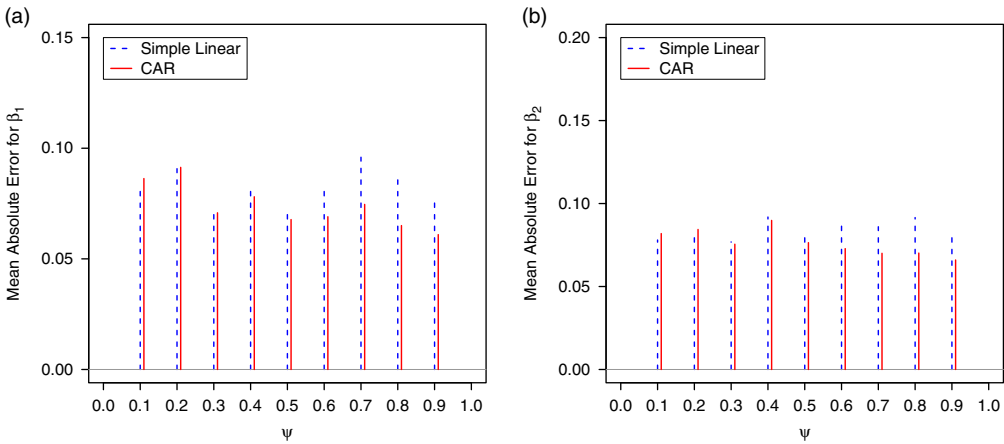 (a)
Mean Absolute Error for β1
0.15
0.10
0.05
0.00
Simple Linear
CAR
0.0 0.1 0.2 0.3 0.4 0.5 0.6 0.7 0.8 0.9 1.0
ψ
(b)
Mean Absolute Error for β2
0.20
0.15
0.10
0.05
0.00
Simple Linear
CAR
0.0 0.1 0.2 0.3 0.4 0.5 0.6 0.7 0.8 0.9 1.0
ψ